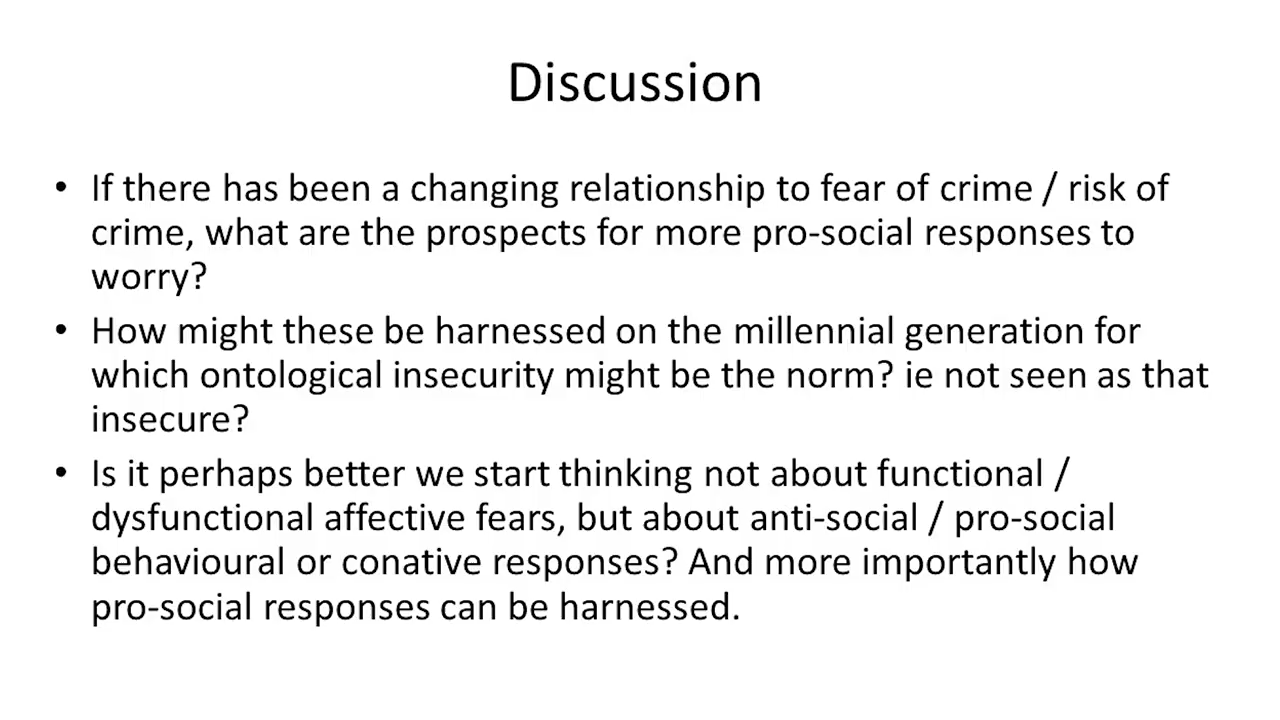 Discussion
• If there has been a changing relationship to fear of crime / risk of
crime, what are the prospects for more pro-social responses to
worry?
• How might these be harnessed on the millennial generation for
which ontological insecurity might be the norm? ie not seen as that
insecure?
• Is it perhaps better we start thinking not about functional /
dysfunctional affective fears, but about anti-social / pro-social
behavioural or conative responses? And more importantly how
pro-social responses can be harnessed.